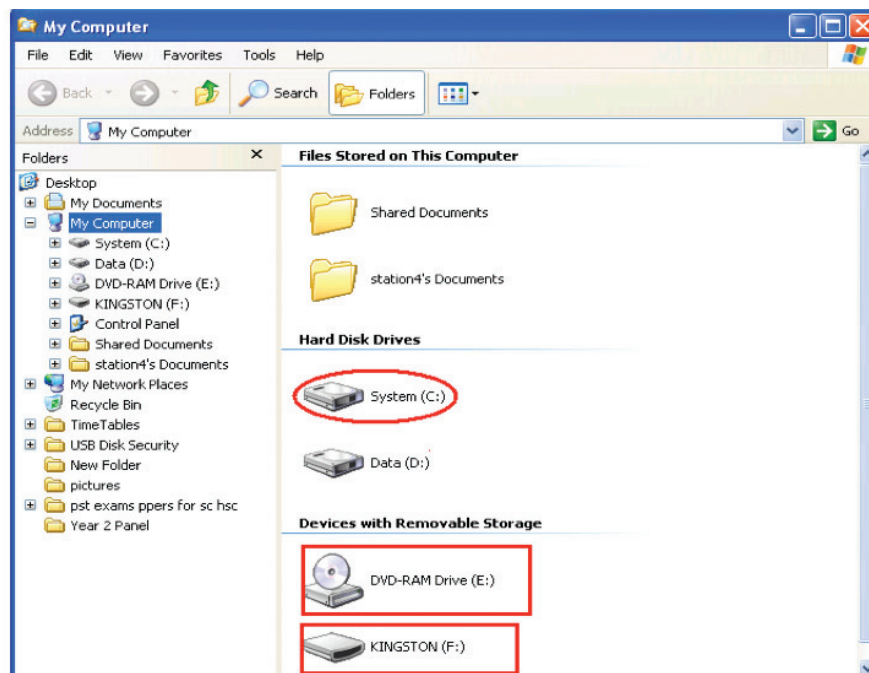 My Computer
File Edit View Favorites Tools Help
Back Search Folders
Address My Computer Go
Folders
Desktop
My Documents
My Computer
System (C:)
Data (D:)
DVD-RAM Drive (E:)
KINGSTON (F:)
Control Panel
Shared Documents
station4's Documents
My Network Places
Recycle Bin
TimeTables
USB Disk Security
New Folder
pictures
pst exams ppers for sc hsc
Year 2 Panel
Files Stored on This Computer
Shared Documents
station4's Documents
Hard Disk Drives
System (C:)
Data (D:)
Devices with Removable Storage
DVD-RAM Drive (E:)
KINGSTON (F:)